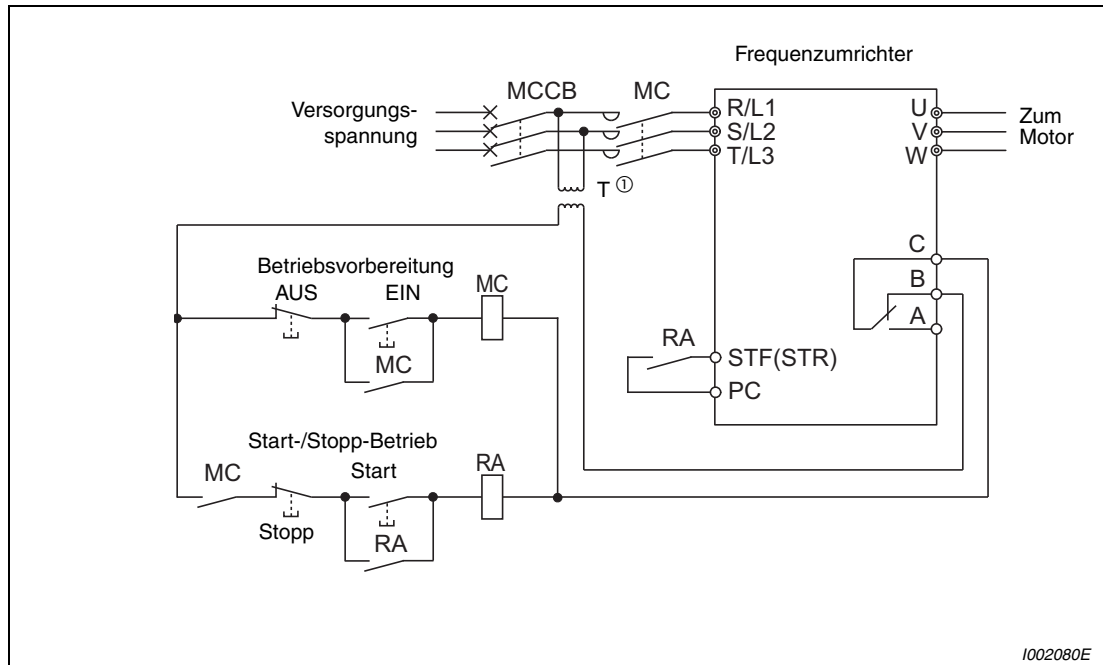 Frequenzumrichter
MCCB
MC
Versorgungs-
spannung
R/L1
S/L2
T/L3
U
V
W
Zum
Motor
T ①
C
B
A
Betriebsvorbereitung
AUS
EIN
MC
MC
RA
STF(STR)
PC
Start-/Stopp-Betrieb
MC
Start
RA
Stopp
RA
I002080E